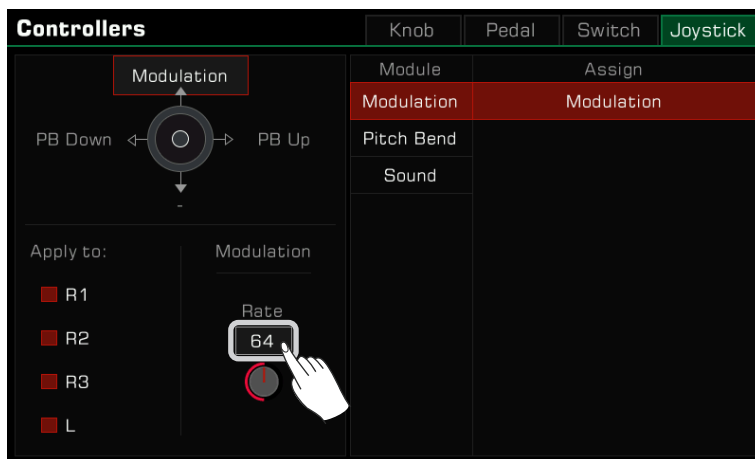 Controllers
Knob
Pedal
Switch
Joystick
Modulation
PB Down
PB Up
-
Apply to:
R1
R2
R3
L
Modulation
Rate
64
Module
Assign
Modulation
Modulation
Pitch Bend
Sound